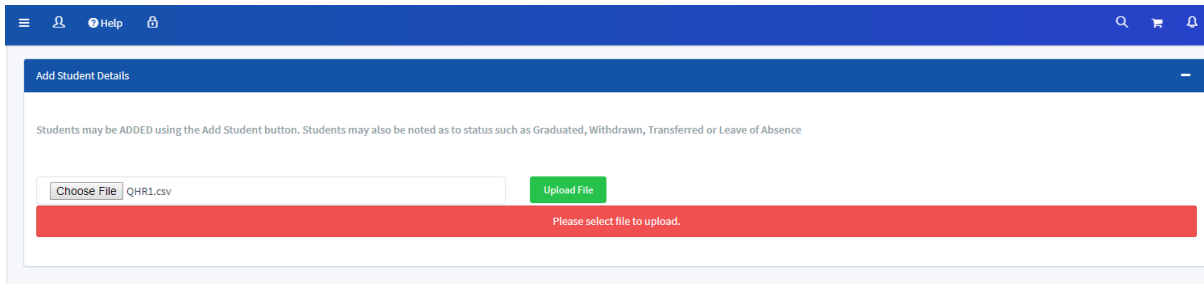 Help
Add Student Details
Students may be ADDED using the Add Student button. Students may also be noted as to status such as Graduated, Withdrawn, Transferred or Leave of Absence
Choose File QHR1.csv Upload File
Please select file to upload.